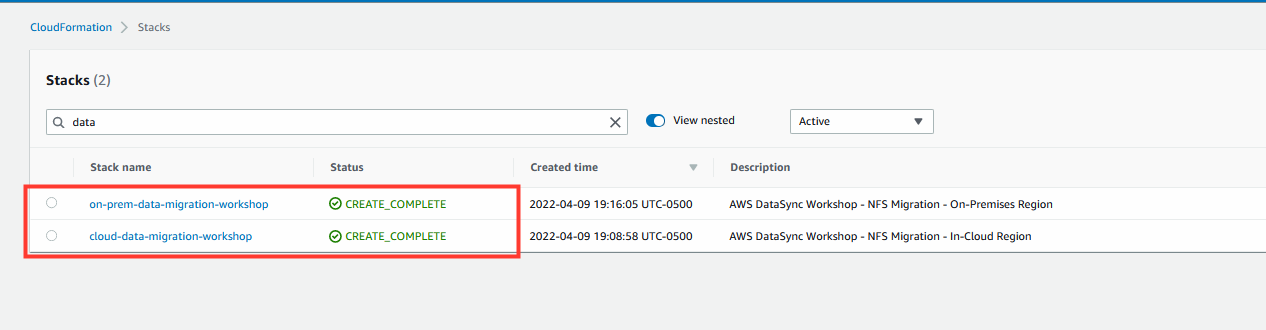 CloudFormation > Stacks
Stacks (2)
data View nested Active
Stack name Status Created time Description
on-prem-data-migration-workshop CREATE_COMPLETE 2022-04-09 19:16:05 UTC-0500 AWS DataSync Workshop - NFS Migration - On-Premises Region
cloud-data-migration-workshop CREATE_COMPLETE 2022-04-09 19:08:58 UTC-0500 AWS DataSync Workshop - NFS Migration - In-Cloud Region